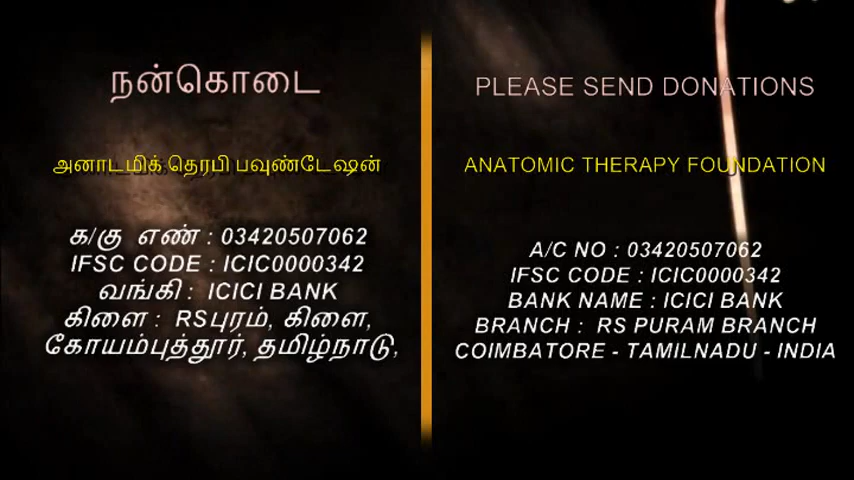 நன்கொடை
அனாடமிக் தெரபி பவுண்டேஷன்
க/கு எண் : 03420507062
IFSC CODE : ICIC0000342
வங்கி : ICICI BANK
கிளை : RSபுரம், கிளை,
கோயம்புத்தூர், தமிழ்நாடு,
PLEASE SEND DONATIONS
ANATOMIC THERAPY FOUNDATION
A/C NO : 03420507062
IFSC CODE : ICIC0000342
BANK NAME : ICICI BANK
BRANCH : RS PURAM BRANCH
COIMBATORE - TAMILNADU - INDIA